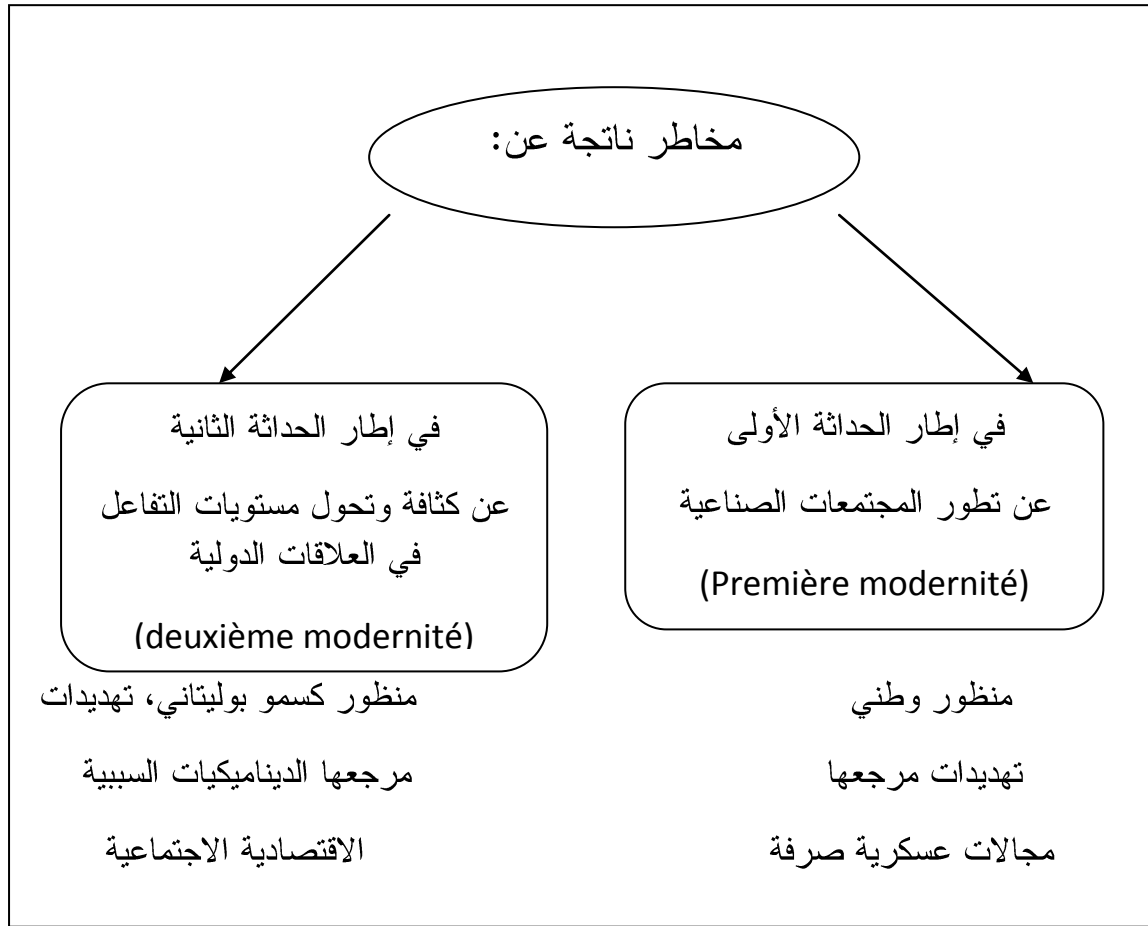 مخاطر ناتجة عن:
في إطار الحداثة الأولى
عن تطور المجتمعات الصناعية
(Première modernité)
منظور وطني
تهديدات مرجعها
مجالات عسكرية صرفة
في إطار الحداثة الثانية
عن كثافة وتحول مستويات التفاعل
في العلاقات الدولية
(deuxième modernité)
منظور كسمو بوليتاني، تهديدات
مرجعها الديناميكيات السببية
الاقتصادية الاجتماعية